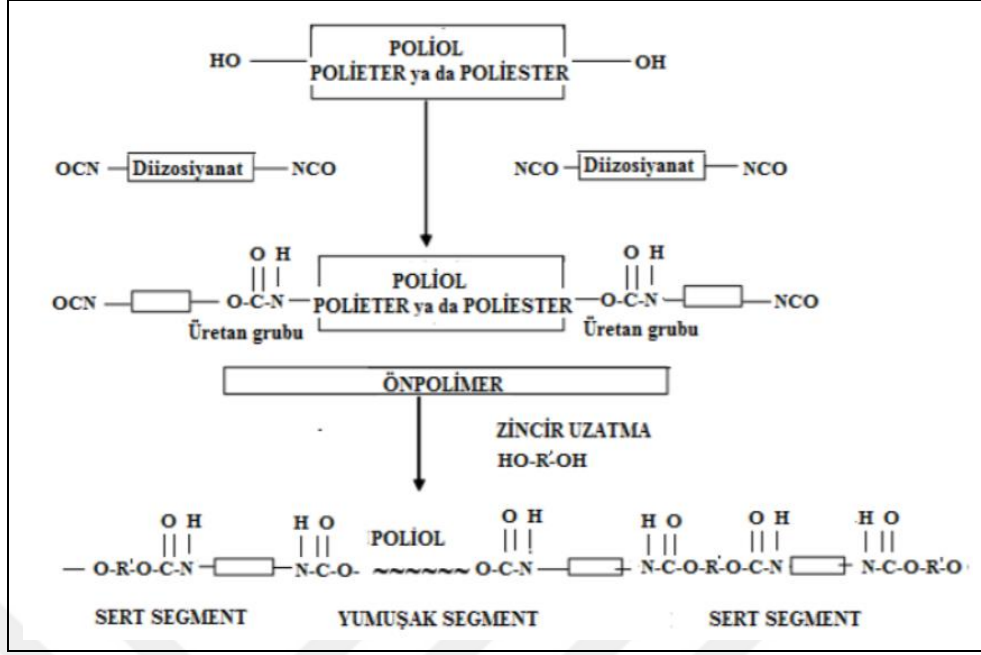 HO POLİOL OH
POLİETER ya da POLİESTER
OCN Diizosiyanat NCO NCO Diizosiyanat NCO
O H O H
OCN O-C-N POLİOL O-C-N NCO
POLİETER ya da POLİESTER
Üretan grubu Üretan grubu
ÖNPOLİMER
ZİNCİR UZATMA
HO-R'-OH
O H H O POLİOL O H H O O H H O
O-R'O-C-N N-C-O- ~~~~~~ O-C-N N-C-O-R'O-C-N N-C-O-R'O
SERT SEGMENT YUMUŞAK SEGMENT SERT SEGMENT